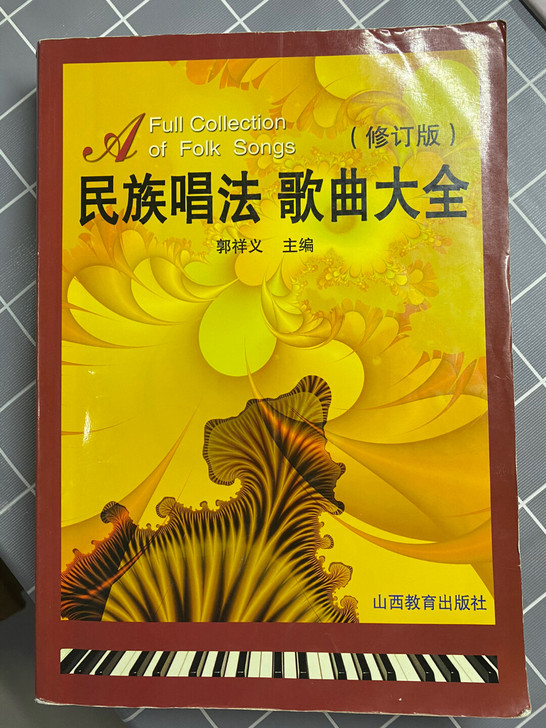 A Full Collection
of Folk Songs
（修订版）
民族唱法 歌曲大全
郭祥义 主编
山西教育出版社